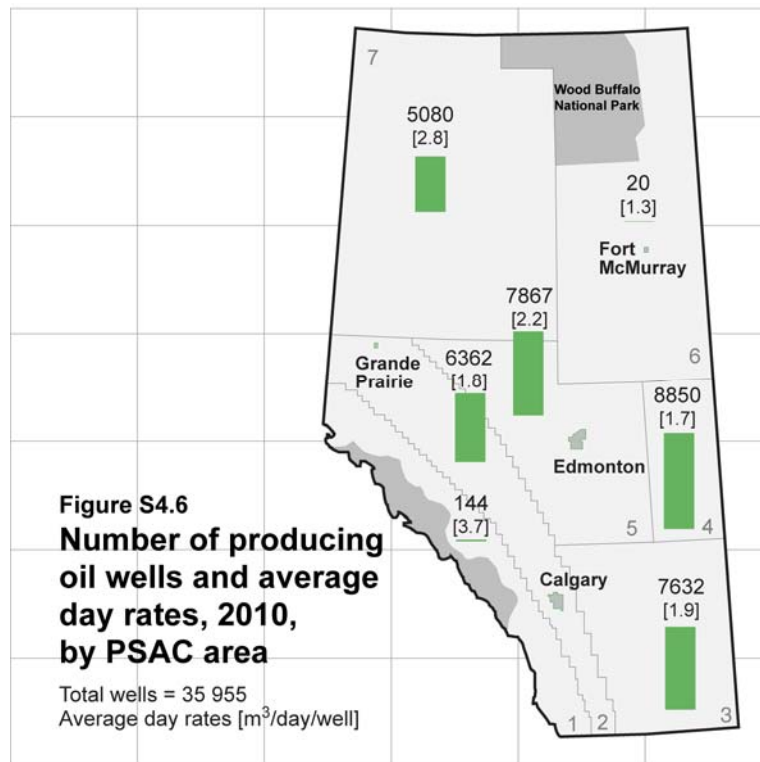 7
Wood Buffalo
National Park
5080
[2.8]
20
[1.3]
Fort
McMurray
7867
[2.2]
6
Grande
Prairie
6362
[1.8]
8850
[1.7]
Edmonton
144
[3.7]
5
4
Figure S4.6
Number of producing
oil wells and average
day rates, 2010,
by PSAC area
Total wells = 35 955
Average day rates [m³/day/well]
Calgary
7632
[1.9]
1
2
3